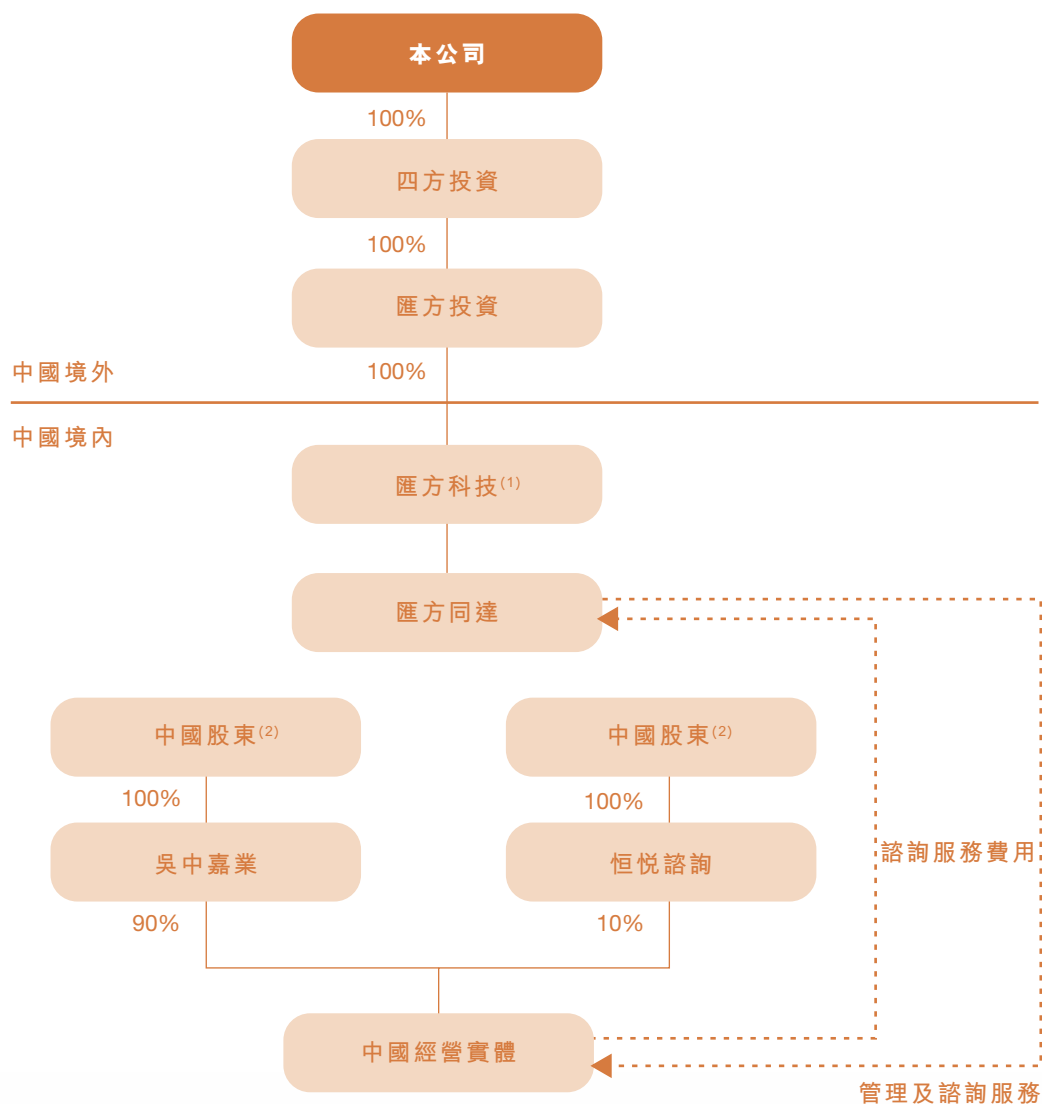 本公司
100%
四方投資
100%
匯方投資
中國境外
100%
中國境內
匯方科技(1)
匯方同達
中國股東(2)
中國股東(2)
100%
100%
吳中嘉業
恒悦諮詢
諮詢服務費用
90%
10%
中國經營實體
管理及諮詢服務